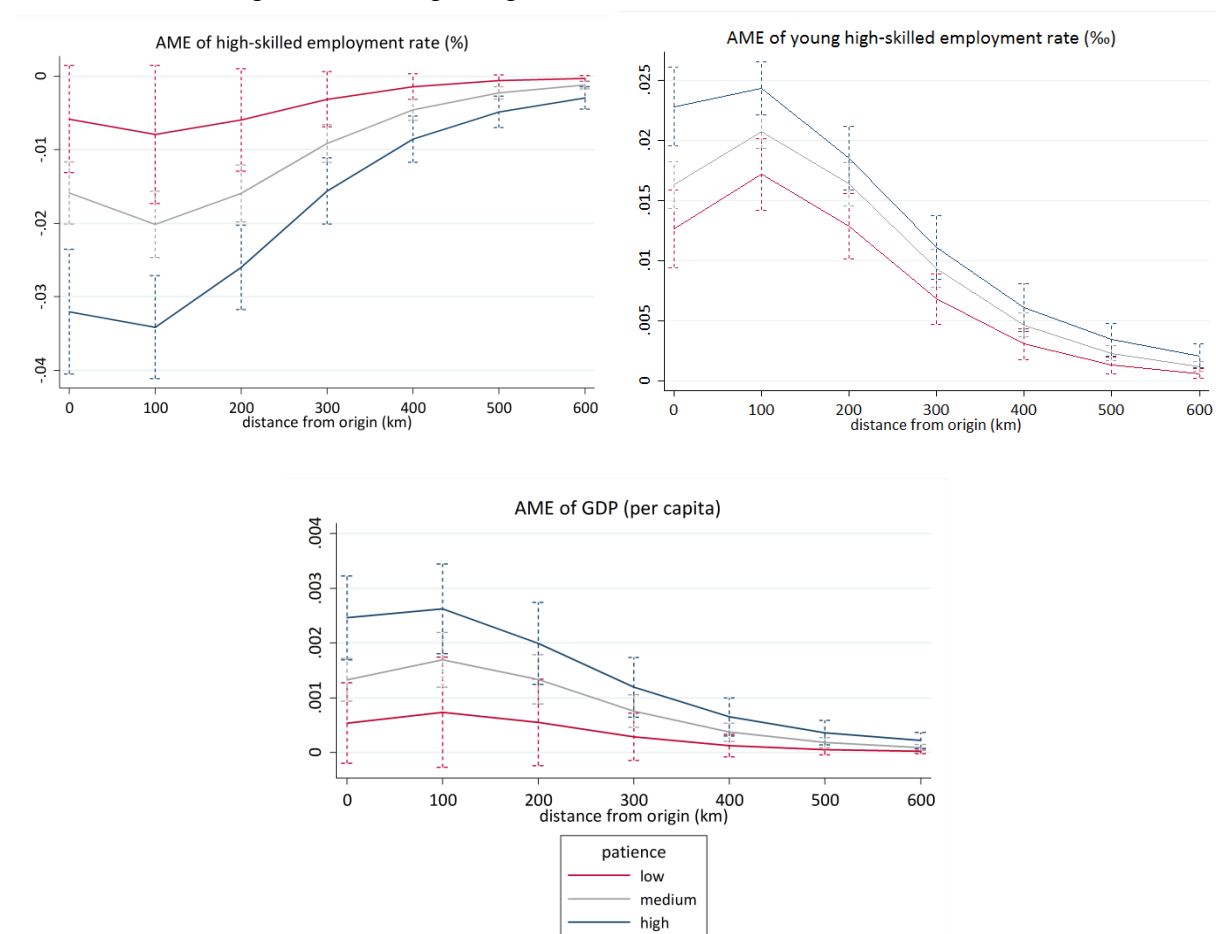 AME of high-skilled employment rate (%)
0
-.01
-.02
-.03
-.04
0 100 200 300 400 500 600
distance from origin (km)
AME of young high-skilled employment rate (‰)
.025
.02
.015
.01
.005
0
0 100 200 300 400 500 600
distance from origin (km)
AME of GDP (per capita)
.004
.003
.002
.001
0
0 100 200 300 400 500 600
distance from origin (km)
patience
low
medium
high